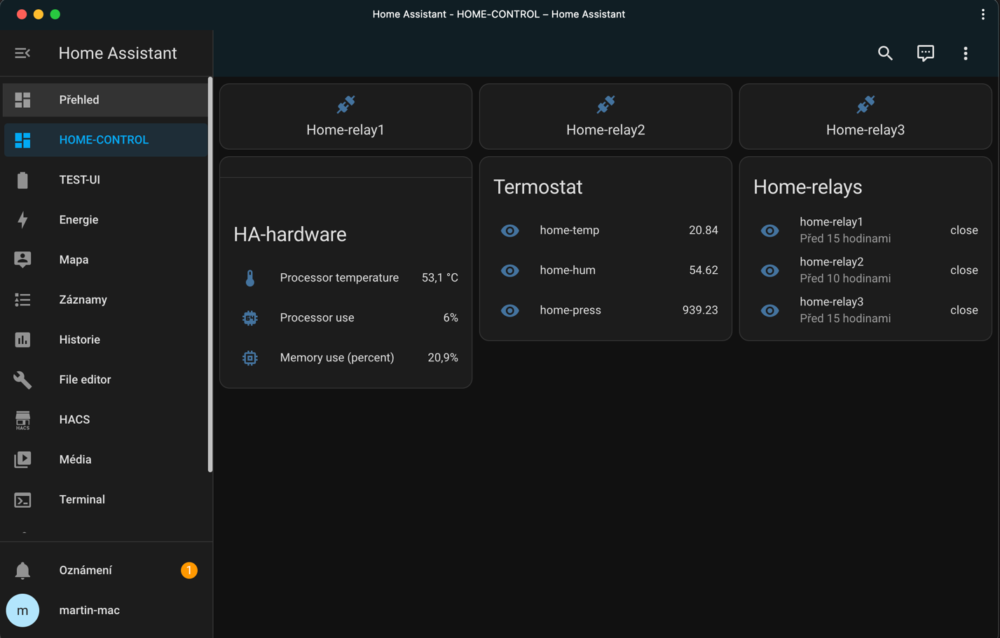 Home Assistant - HOME-CONTROL – Home Assistant
Home Assistant
Přehled
HOME-CONTROL
TEST-UI
Energie
Mapa
Záznamy
Historie
File editor
HACS
HACS
Média
Terminal
Oznámení 1
m martin-mac
Home-relay1
Home-relay2
Home-relay3
HA-hardware
Processor temperature 53,1 °C
64 Processor use 6%
Memory use (percent) 20,9%
Termostat
home-temp 20.84
home-hum 54.62
home-press 939.23
Home-relays
home-relay1 close
Před 15 hodinami
home-relay2 close
Před 10 hodinami
home-relay3 close
Před 15 hodinami